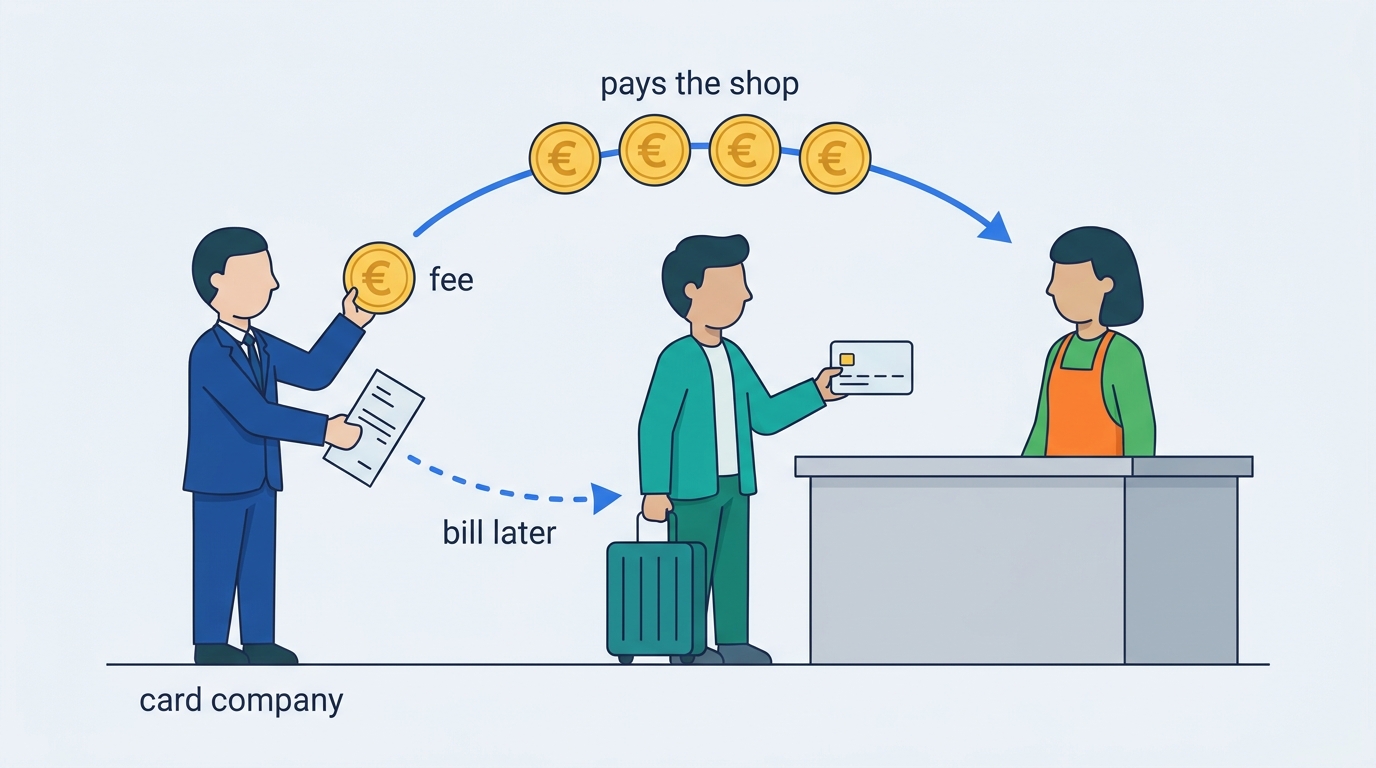 pays the shop
€ € € €
€ fee
bill later
card company